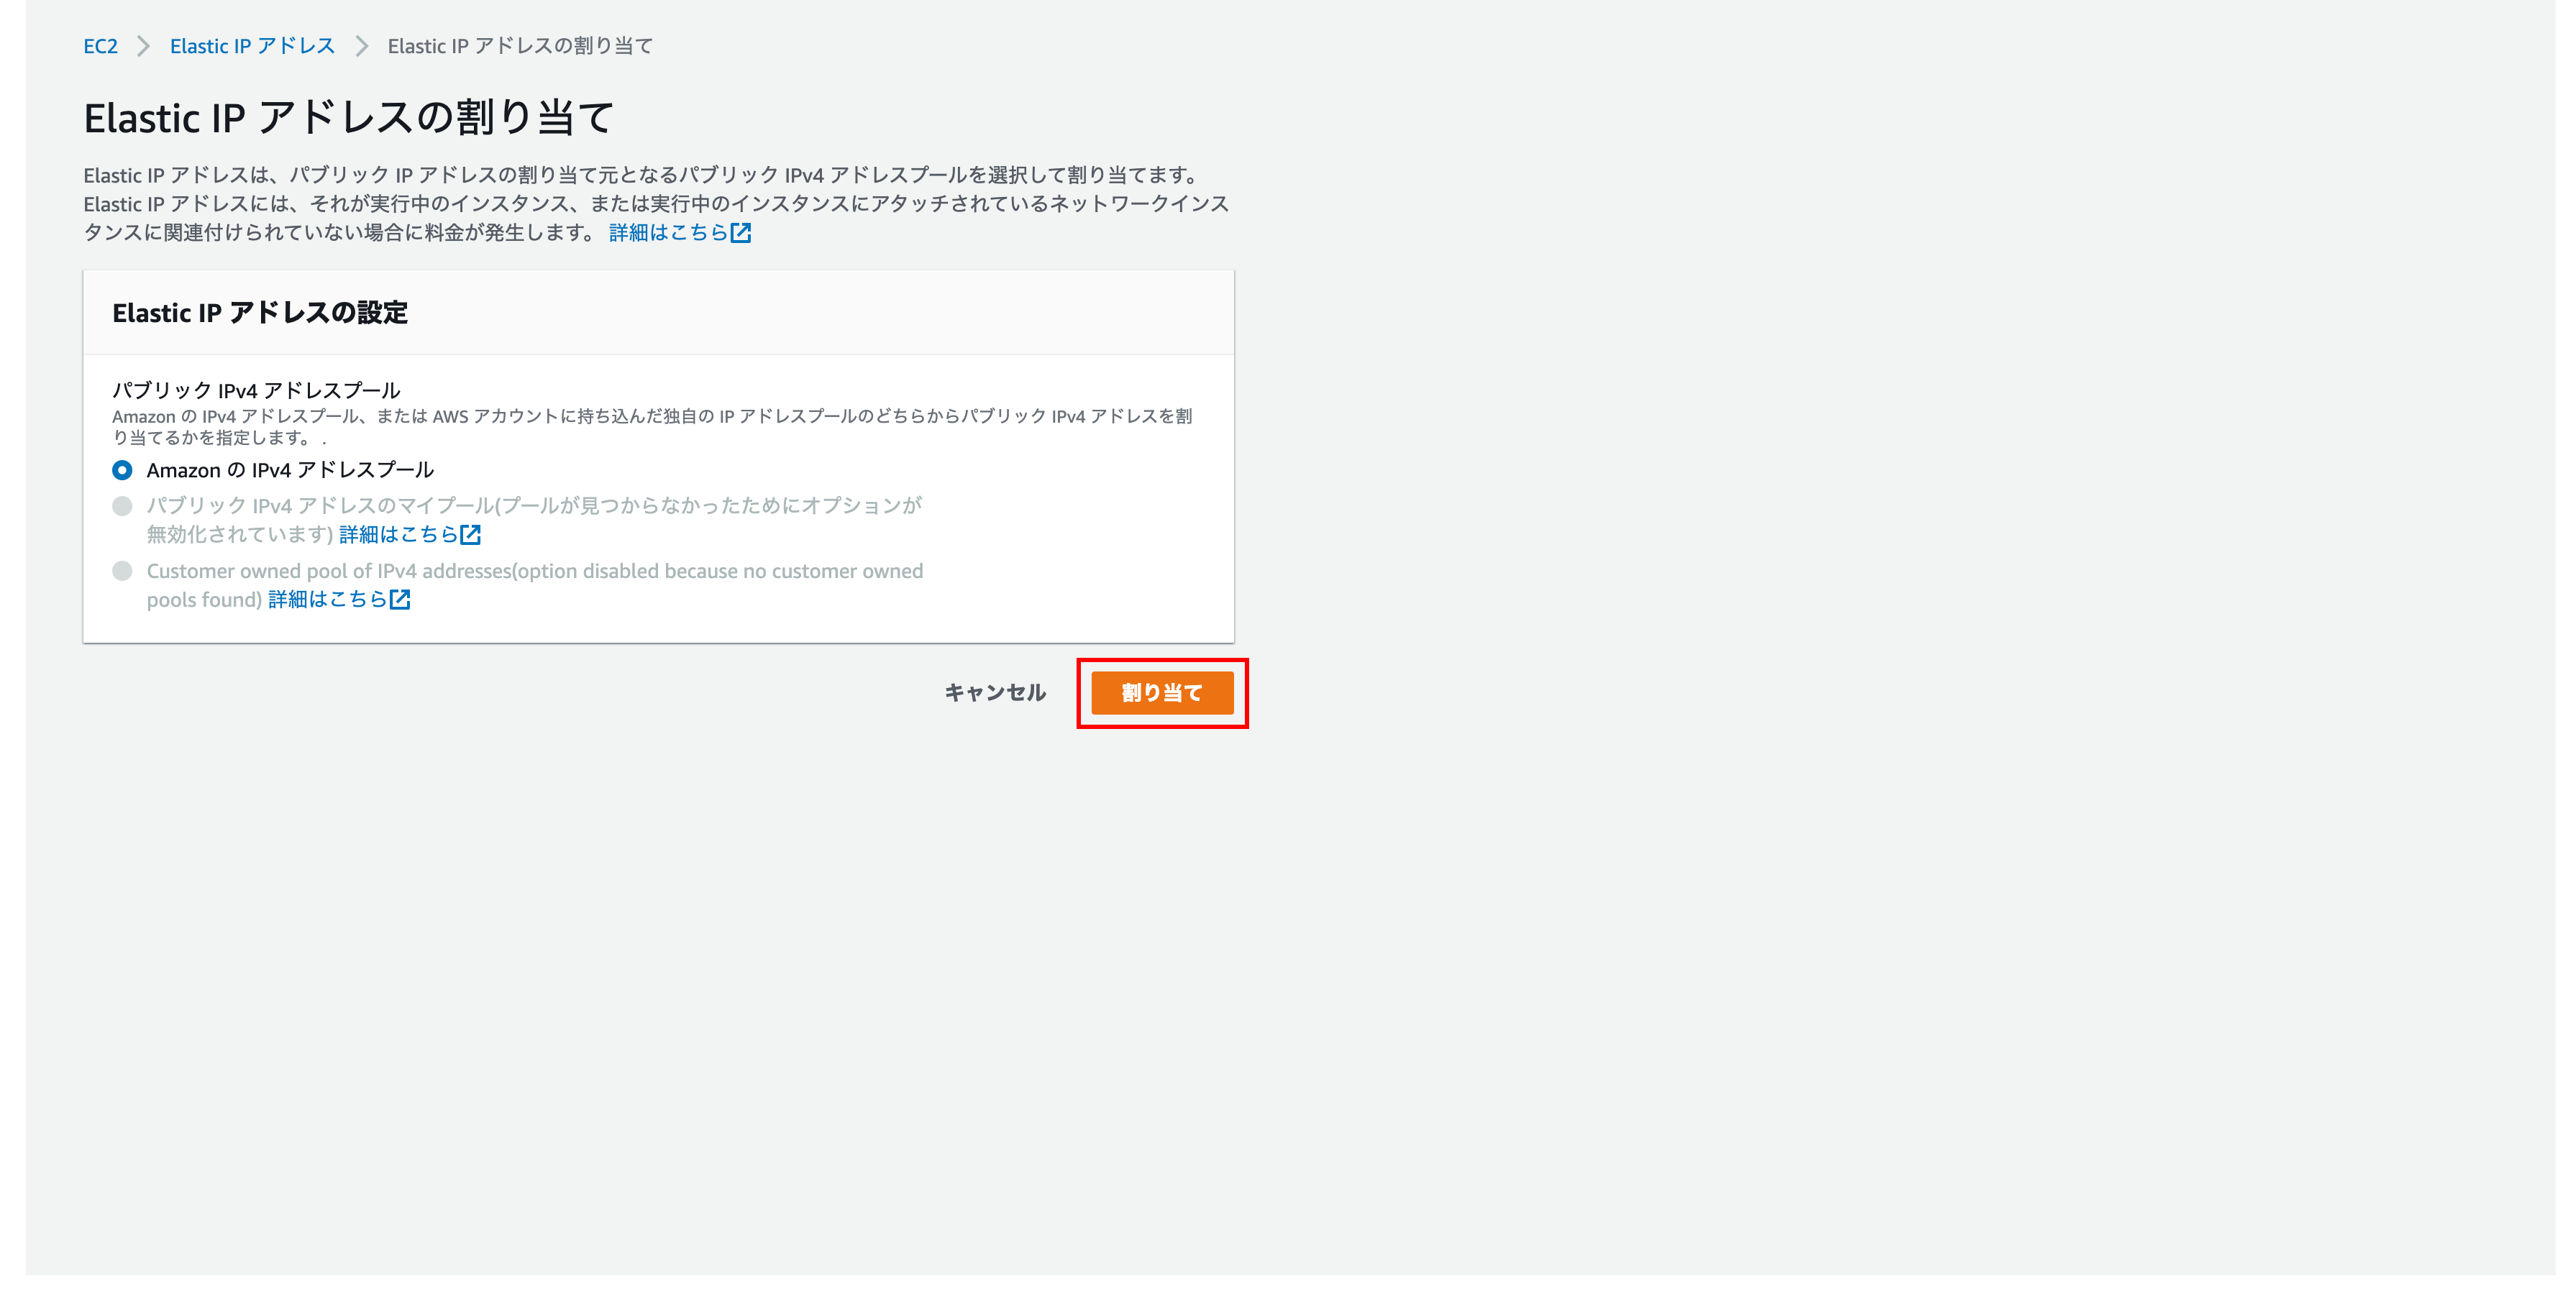 EC2 > Elastic IP アドレス > Elastic IP アドレスの割り当て
Elastic IP アドレスの割り当て
Elastic IP アドレスは、パブリック IP アドレスの割り当て元となるパブリック IPv4 アドレスプールを選択して割り当てます。
Elastic IP アドレスには、それが実行中のインスタンス、または実行中のインスタンスにアタッチされているネットワークインス
タンスに関連付けられていない場合に料金が発生します。 詳細はこちら
Elastic IP アドレスの設定
パブリック IPv4 アドレスプール
Amazon の IPv4 アドレスプール、または AWS アカウントに持ち込んだ独自の IP アドレスプールのどちらからパブリック IPv4 アドレスを割
り当てるかを指定します。 .
Amazon の IPv4 アドレスプール
パブリック IPv4 アドレスのマイプール(プールが見つからなかったためにオプションが
無効化されています) 詳細はこちら
Customer owned pool of IPv4 addresses(option disabled because no customer owned
pools found) 詳細はこちら
キャンセル 割り当て